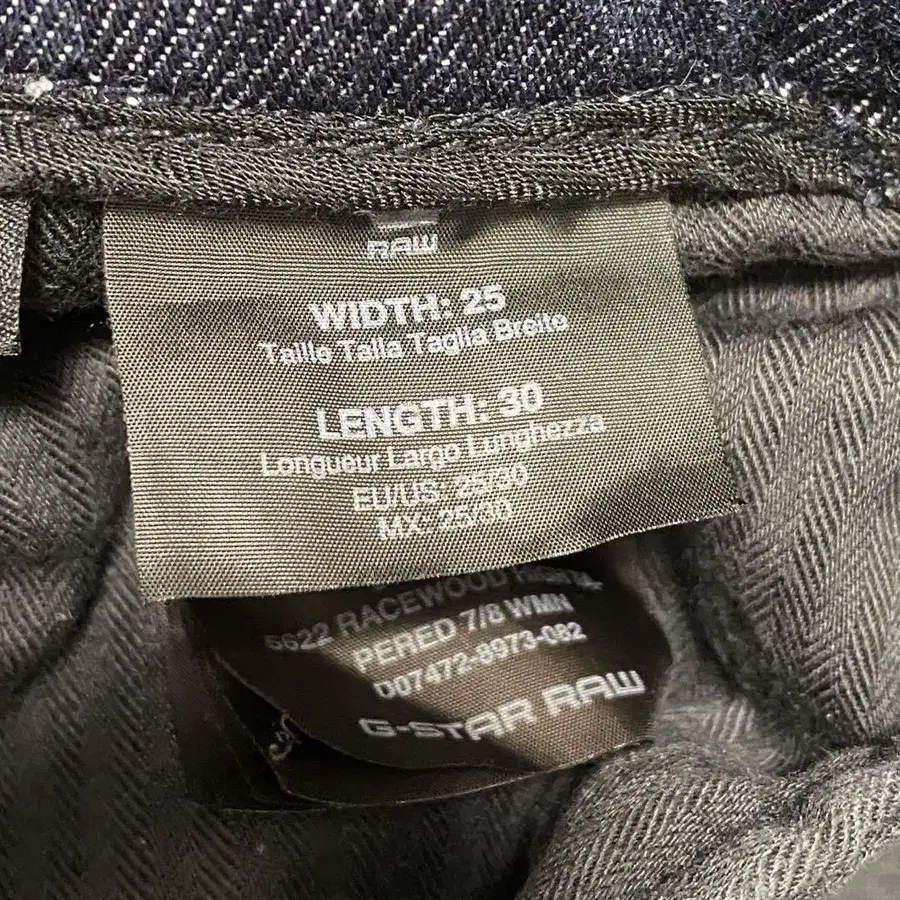 RAW
WIDTH: 25
Taille Talla Taglia Breite
LENGTH: 30
Longueur Largo Lunghezza
EU/US: 25/30
MX: 25/30
5622 RACEWOOD
PERED 7/8 WMN
D07472-8973-082
G-STAR RAW